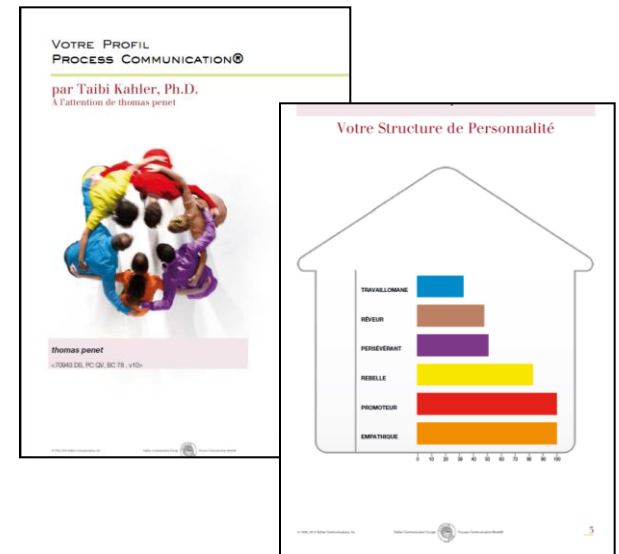 VOTRE PROFIL
PROCESS COMMUNICATION®
par Taibi Kahler, Ph.D.
A l'attention de thomas penet
thomas penet
Votre Structure de Personnalité
TRAVAILLOMANE
RÊVEUR
PERSÉVÉRANT
REBELLE
PROMOTEUR
EMPATHIQUE
0 10 20 30 40 50 60 70 80 90 100
5